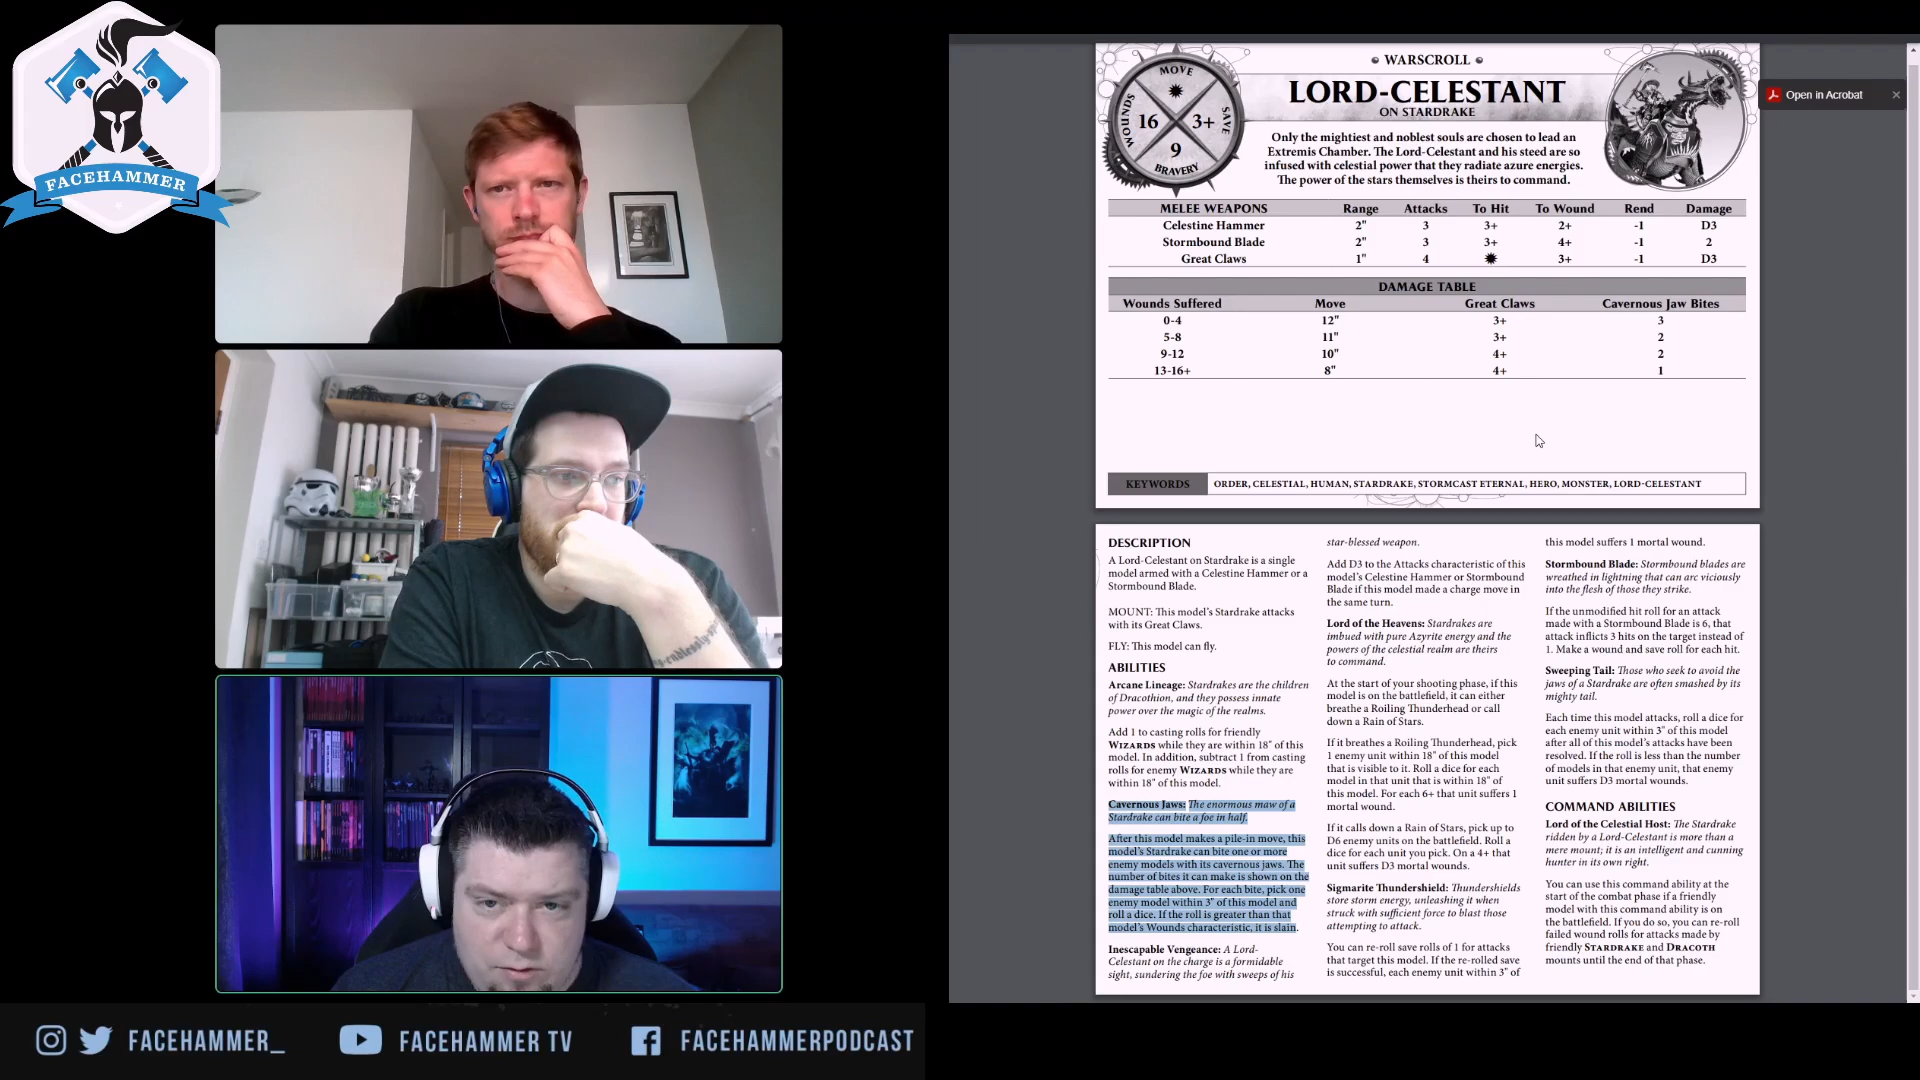 FACEHAMMER
WARSCROLL
LORD-CELESTANT
ON STARDRAKE
MOVE
WOUNDS
16
3+
SAVE
9
BRAVERY
Only the mightiest and noblest souls are chosen to lead an
Extremis Chamber. The Lord-Celestant and his steed are so
infused with celestial power that they radiate azure energies.
The power of the stars themselves is theirs to command.
Open in Acrobat
MELEE WEAPONS Range Attacks To Hit To Wound Rend Damage
Celestine Hammer 2" 3 3+ 2+ -1 D3
Stormbound Blade 2" 3 3+ 4+ -1 2
Great Claws 1" 4 ✹ 3+ -1 D3
DAMAGE TABLE
Wounds Suffered Move Great Claws Cavernous Jaw Bites
0-4 12" 3+ 3
5-8 11" 3+ 2
9-12 10" 4+ 2
13-16+ 8" 4+ 1
KEYWORDS ORDER, CELESTIAL, HUMAN, STARDRAKE, STORMCAST ETERNAL, HERO, MONSTER, LORD-CELESTANT
DESCRIPTION
A Lord-Celestant on Stardrake is a single
model armed with a Celestine Hammer or a
Stormbound Blade.
MOUNT: This model's Stardrake attacks
with its Great Claws.
FLY: This model can fly.
ABILITIES
Arcane Lineage: Stardrakes are the children
of Dracothion, and they possess innate
power over the magic of the realms.
Add 1 to casting rolls for friendly
WIZARDS while they are within 18" of this
model. In addition, subtract 1 from casting
rolls for enemy WIZARDS while they are
within 18" of this model.
Cavernous Jaws: The enormous maw of a
Stardrake can bite a foe in half.
After this model makes a pile-in move, this
model's Stardrake can bite one or more
enemy models with its cavernous jaws. The
number of bites it can make is shown on the
damage table above. For each bite, pick one
enemy model within 3" of this model and
roll a dice. If the roll is greater than that
model's Wounds characteristic, it is slain.
Inescapable Vengeance: A Lord-
Celestant on the charge is a formidable
sight, sundering the foe with sweeps of his
star-blessed weapon.
Add D3 to the Attacks characteristic of this
model's Celestine Hammer or Stormbound
Blade if this model made a charge move in
the same turn.
Lord of the Heavens: Stardrakes are
imbued with pure Azyrite energy and the
powers of the celestial realm are theirs
to command.
At the start of your shooting phase, if this
model is on the battlefield, it can either
breathe a Roiling Thunderhead or call
down a Rain of Stars.
If it breathes a Roiling Thunderhead, pick
1 enemy unit within 18" of this model
that is visible to it. Roll a dice for each
model in that unit that is within 18" of
this model. For each 6+ that unit suffers 1
mortal wound.
If it calls down a Rain of Stars, pick up to
D6 enemy units on the battlefield. Roll a
dice for each unit you pick. On a 4+ that
unit suffers D3 mortal wounds.
Sigmarite Thundershield: Thundershields
store storm energy, unleashing it when
struck with sufficient force to blast those
attempting to attack.
You can re-roll save rolls of 1 for attacks
that target this model. If the re-rolled save
is successful, each enemy unit within 3" of
this model suffers 1 mortal wound.
Stormbound Blade: Stormbound blades are
wreathed in lightning that can arc viciously
into the flesh of those they strike.
If the unmodified hit roll for an attack
made with a Stormbound Blade is 6, that
attack inflicts 3 hits on the target instead of
1. Make a wound and save roll for each hit.
Sweeping Tail: Those who seek to avoid the
jaws of a Stardrake are often smashed by its
mighty tail.
Each time this model attacks, roll a dice for
each enemy unit within 3" of this model
after all of this model's attacks have been
resolved. If the roll is less than the number
of models in that enemy unit, that enemy
unit suffers D3 mortal wounds.
COMMAND ABILITIES
Lord of the Celestial Host: The Stardrake
ridden by a Lord-Celestant is more than a
mere mount; it is an intelligent and cunning
hunter in its own right.
You can use this command ability at the
start of the combat phase if a friendly
model with this command ability is on
the battlefield. If you do so, you can re-roll
failed wound rolls for attacks made by
friendly STARDRAKE and DRACOTH
mounts until the end of that phase.
FACEHAMMER_ FACEHAMMER TV FACEHAMMERPODCAST